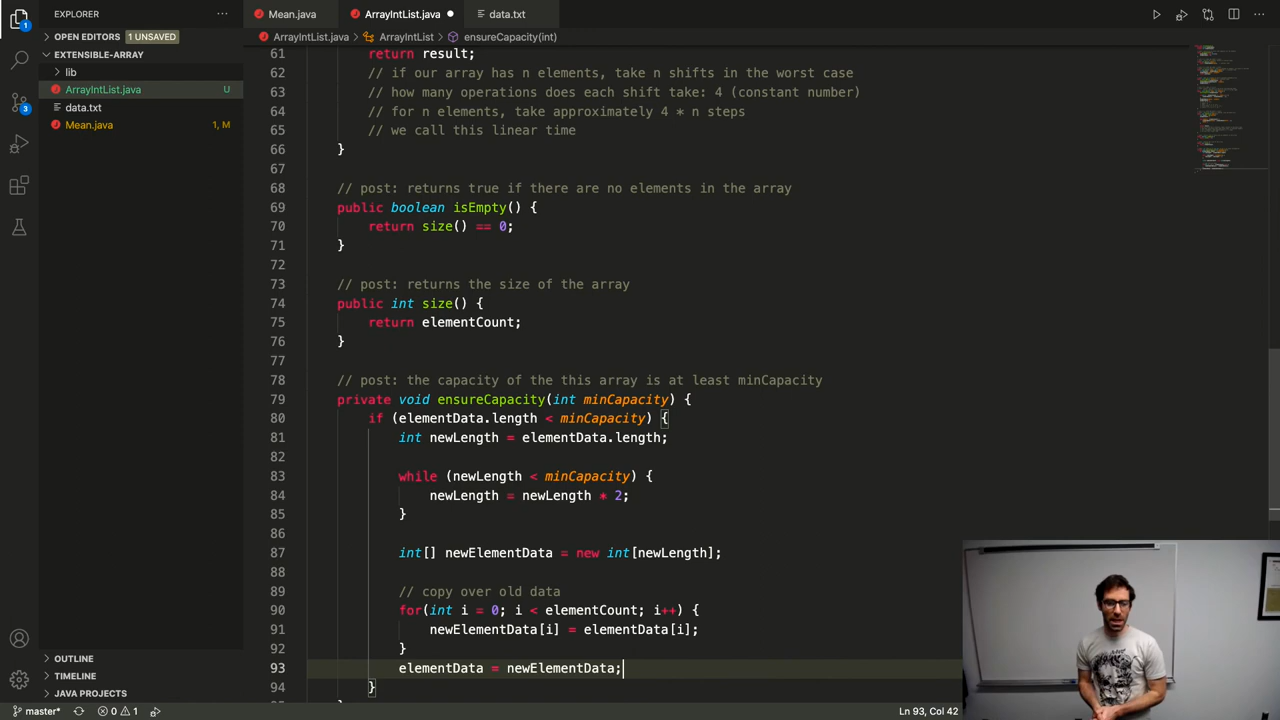 EXPLORER
···
Mean.java
ArrayIntList.java
data.txt
···
OPEN EDITORS 1 UNSAVED
ArrayIntList.java > ArrayIntList > ensureCapacity(int)
EXTENSIBLE-ARRAY
lib
ArrayIntList.java U
data.txt
Mean.java 1, M
61 return result;
62 // if our array has n elements, take n shifts in the worst case
63 // how many operatins does each shift take: 4 (constant number)
64 // for n elements, take approximately 4 * n steps
65 // we call this linear time
66 }
67
68 // post: returns true if there are no elements in the array
69 public boolean isEmpty() {
70 return size() == 0;
71 }
72
73 // post: returns the size of the array
74 public int size() {
75 return elementCount;
76 }
77
78 // post: the capacity of the this array is at least minCapacity
79 private void ensureCapacity(int minCapacity) {
80 if (elementData.length < minCapacity) {
81 int newLength = elementData.length;
82
83 while (newLength < minCapacity) {
84 newLength = newLength * 2;
85 }
86
87 int[] newElementData = new int[newLength];
88
89 // copy over old data
90 for(int i = 0; i < elementCount; i++) {
91 newElementData[i] = elementData[i];
92 }
93 elementData = newElementData;
94 }
1
3
OUTLINE
TIMELINE
JAVA PROJECTS
master* 0 1
Ln 93, Col 42